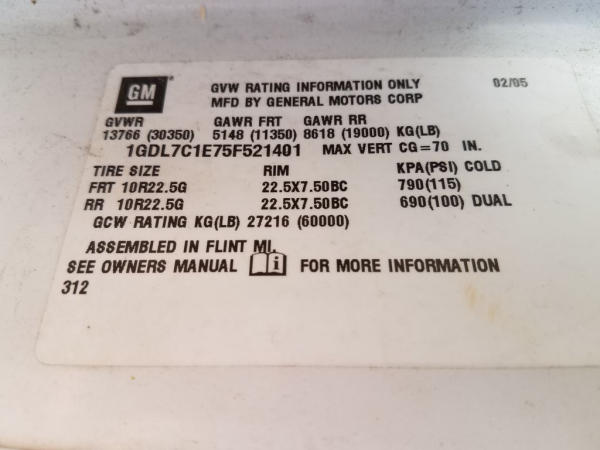 GM
GVW RATING INFORMATION ONLY 02/05
MFD BY GENERAL MOTORS CORP
GVWR GAWR FRT GAWR RR
13766 (30350) 5148 (11350) 8618 (19000) KG(LB)
1GDL7C1E75F521401 MAX VERT CG=70 IN.
TIRE SIZE RIM KPA(PSI) COLD
FRT 10R22.5G 22.5X7.50BC 790(115)
RR 10R22.5G 22.5X7.50BC 690(100) DUAL
GCW RATING KG(LB) 27216 (60000)
ASSEMBLED IN FLINT MI.
SEE OWNERS MANUAL i FOR MORE INFORMATION
312